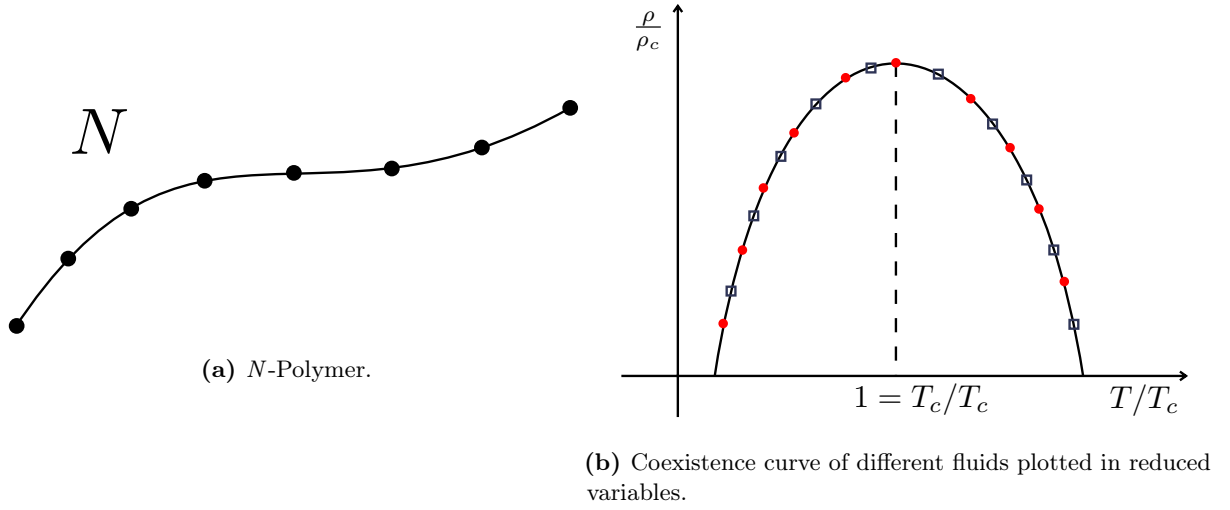 N
(a) N-Polymer.
ρ/ρc
1 = Tc/Tc
T/Tc
(b) Coexistence curve of different fluids plotted in reduced
variables.